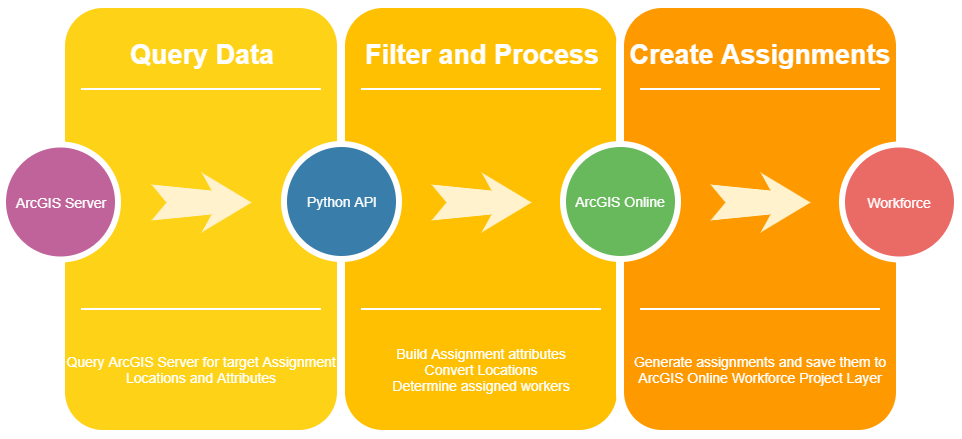 Query Data
Filter and Process
Create Assignments
ArcGIS Server
Python API
ArcGIS Online
Workforce
Query ArcGIS Server for target Assignment
Locations and Attributes
Build Assignment attributes
Convert Locations
Determine assigned workers
Generate assignments and save them to
ArcGIS Online Workforce Project Layer